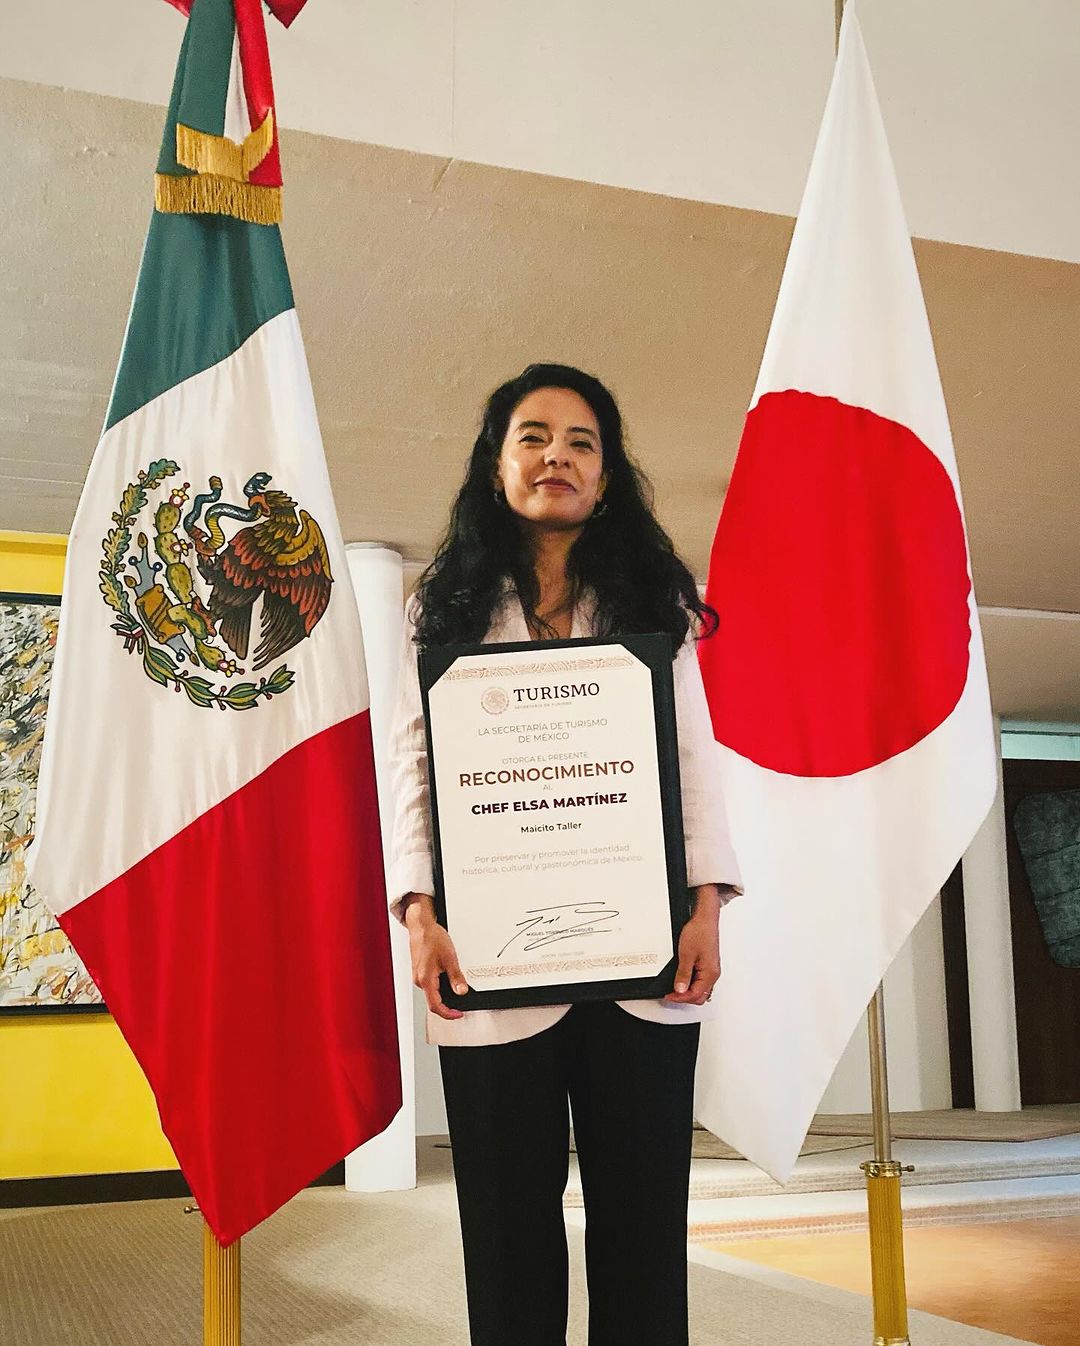 TURISMO
SECRETARÍA DE TURISMO
LA SECRETARÍA DE TURISMO
DE MÉXICO
OTORGA EL PRESENTE
RECONOCIMIENTO
AL
CHEF ELSA MARTÍNEZ
Maicito Taller
Por preservar y promover la identidad
histórica, cultural y gastronómica de México.
MIGUEL TORRUCO MARQUÉS